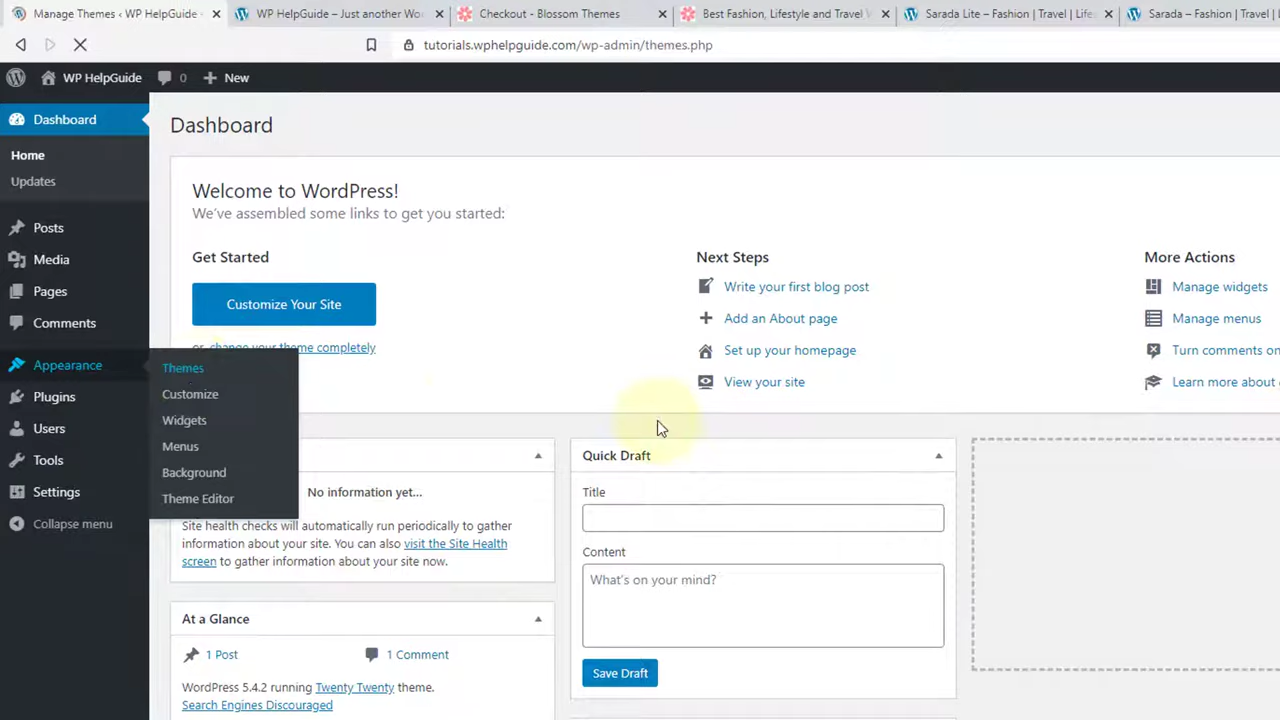 Manage Themes ‹ WP HelpGuide -
WP HelpGuide – Just another Wor
Checkout - Blossom Themes
Best Fashion, Lifestyle and Travel W
Sarada Lite – Fashion | Travel | Life
Sarada – Fashion | Travel |
tutorials.wphelpguide.com/wp-admin/themes.php
WP HelpGuide
0
New
Dashboard
Home
Updates
Posts
Media
Pages
Comments
Appearance
Plugins
Users
Tools
Settings
Collapse menu
Themes
Customize
Widgets
Menus
Background
Theme Editor
Dashboard
Welcome to WordPress!
We've assembled some links to get you started:
Get Started
Customize Your Site
or, change your theme completely
Next Steps
Write your first blog post
Add an About page
Set up your homepage
View your site
More Actions
Manage widgets
Manage menus
Turn comments on
Learn more about
No information yet...
Site health checks will automatically run periodically to gather
information about your site. You can also visit the Site Health
screen to gather information about your site now.
At a Glance
1 Post
1 Comment
WordPress 5.4.2 running Twenty Twenty theme.
Search Engines Discouraged
Quick Draft
Title
Content
What's on your mind?
Save Draft